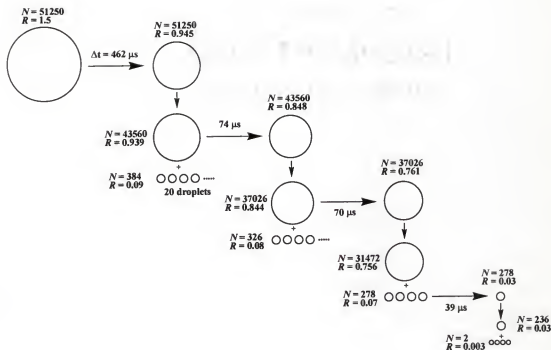 N = 51250
R = 1.5
Δt = 462 μs
N = 51250
R = 0.945
N = 43560
R = 0.939
+
N = 384
R = 0.09
20 droplets
74 μs
N = 43560
R = 0.848
N = 37026
R = 0.844
+
N = 326
R = 0.08
70 μs
N = 37026
R = 0.761
N = 31472
R = 0.756
+
N = 278
R = 0.07
39 μs
N = 278
R = 0.03
N = 236
R = 0.03
+
N = 2
R = 0.003